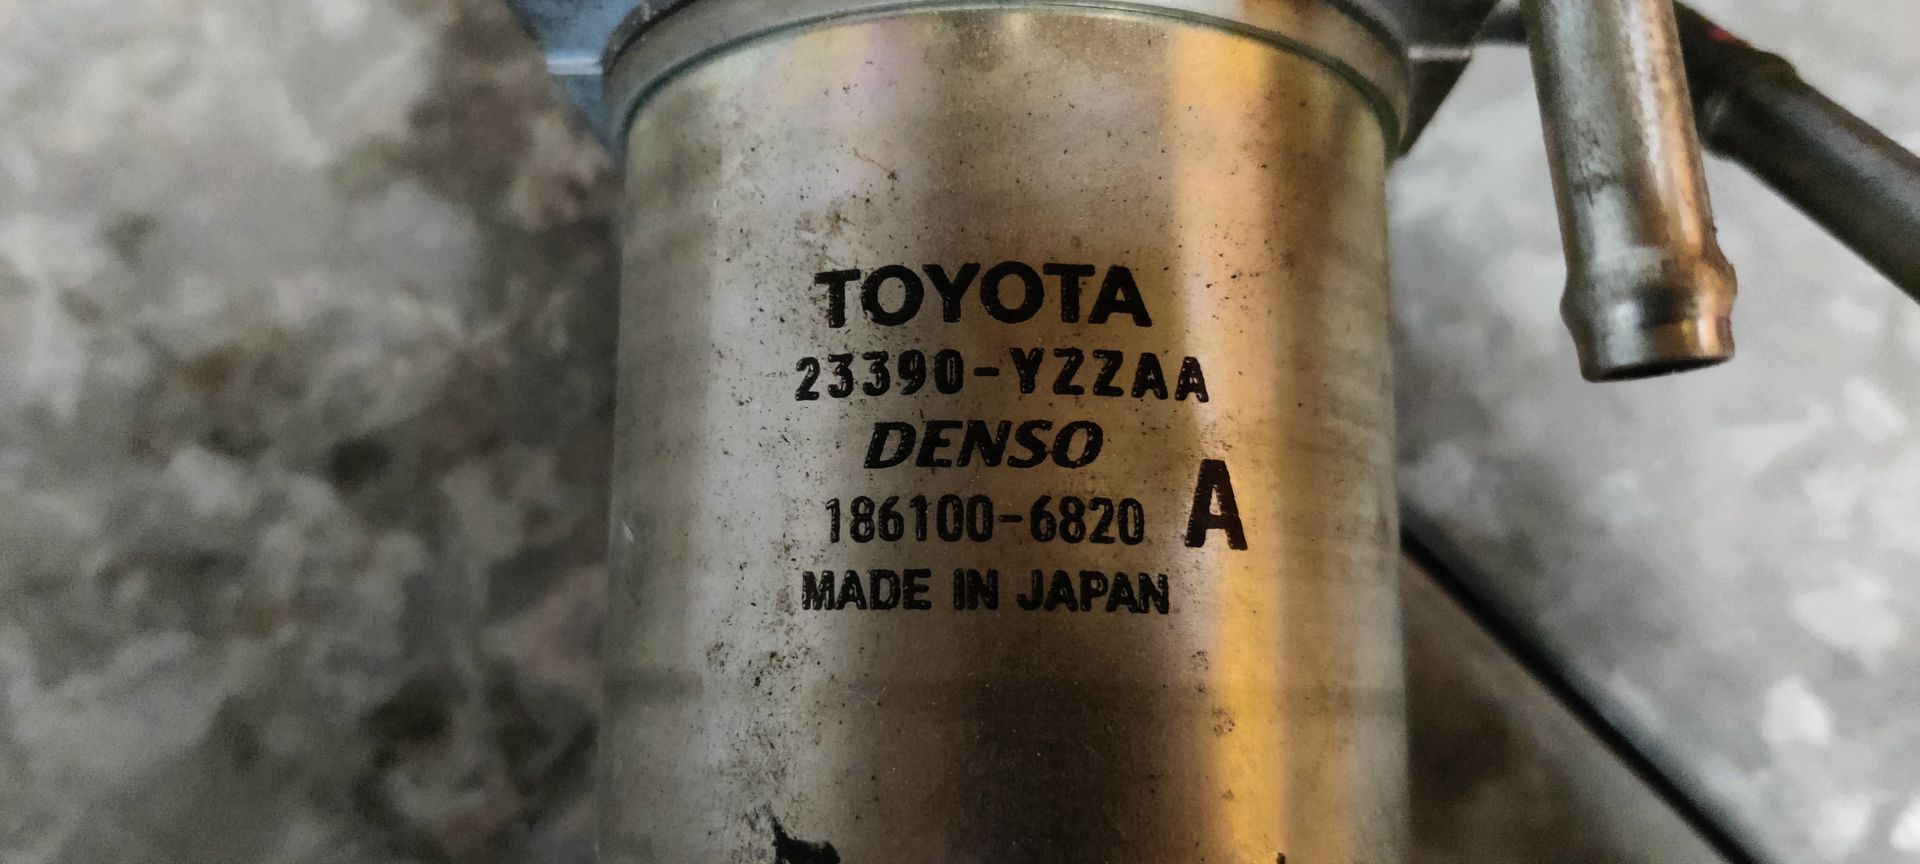 TOYOTA
23390-YZZAA
DENSO
186100-6820 A
MADE IN JAPAN